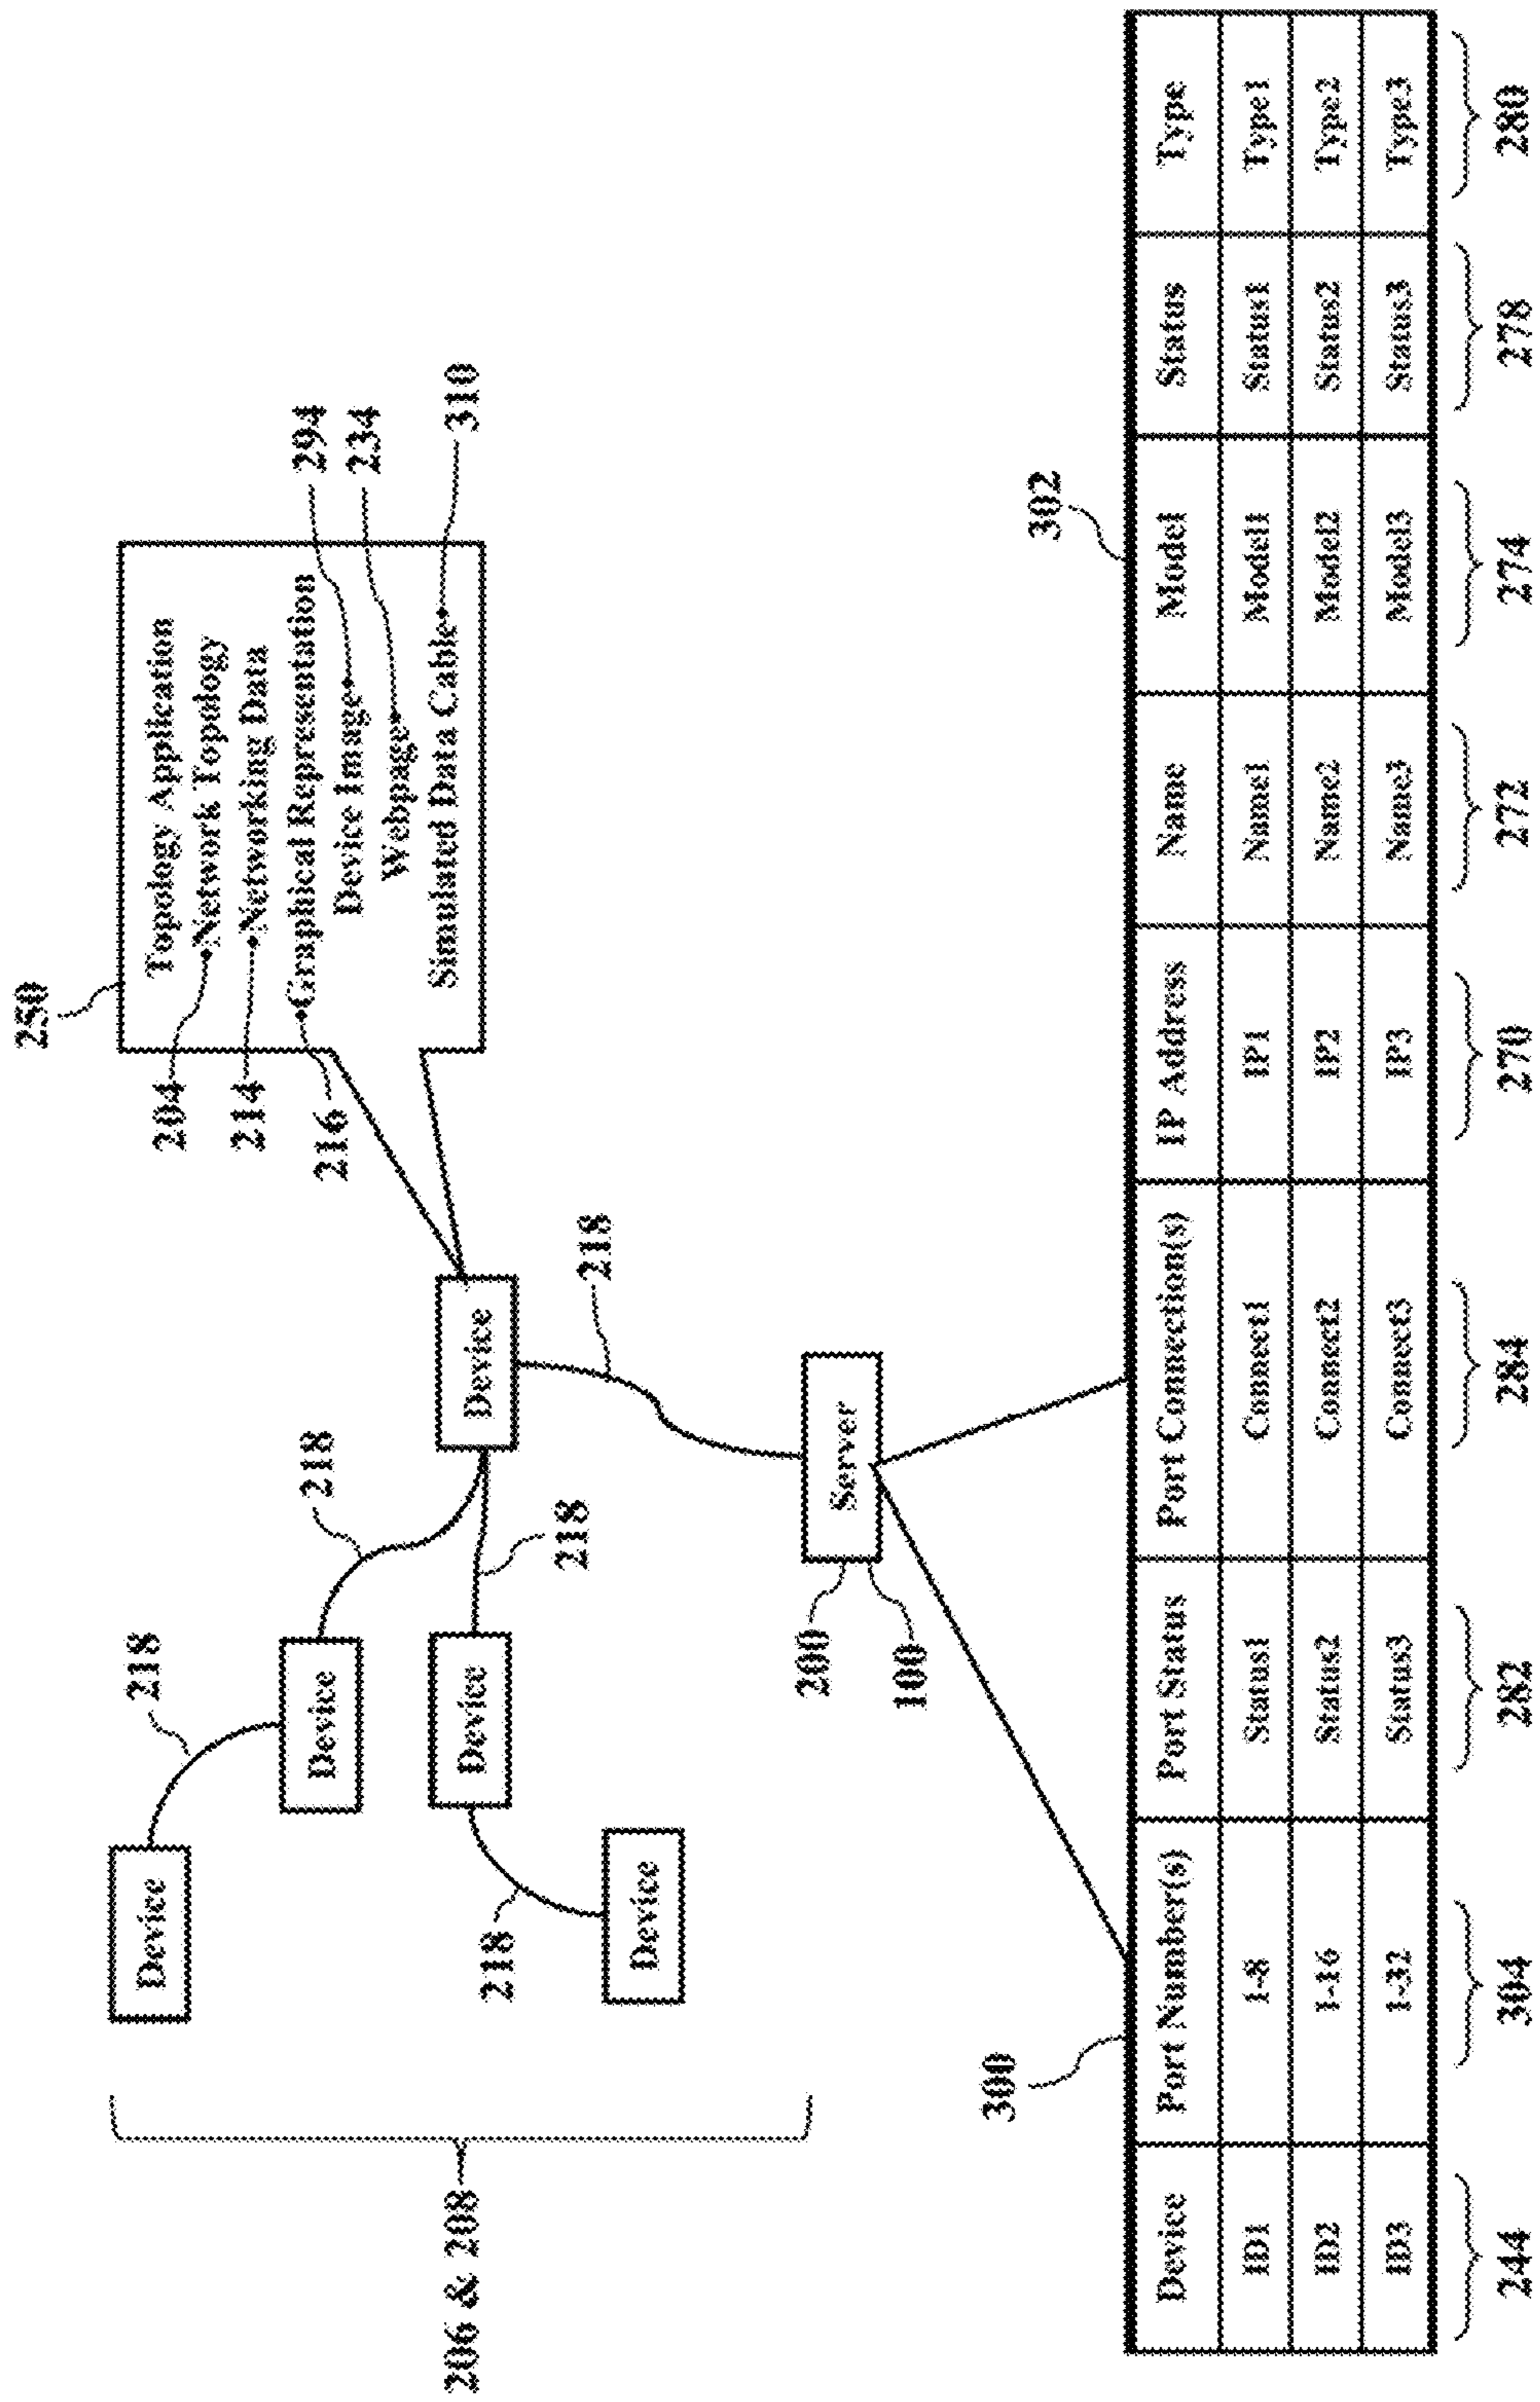 250
Topology Application
204
Network Topology
214
Networking Data
216
Graphical Representation
Device Image
294
Webpage
234
Simulated Data Cable
310
206 & 208
Device
218
Device
218
Device
218
Device
218
Device
218
Server
200
100
300
302
Device Port Number(s) Port Status Port Connection(s) IP Address Name Model Status Type
ID1 1-8 Status1 Connect1 IP1 Name1 Model1 Status1 Type1
ID2 1-16 Status2 Connect2 IP2 Name2 Model2 Status2 Type2
ID3 1-32 Status3 Connect3 IP3 Name3 Model3 Status3 Type3
244 304 282 284 270 272 274 278 280